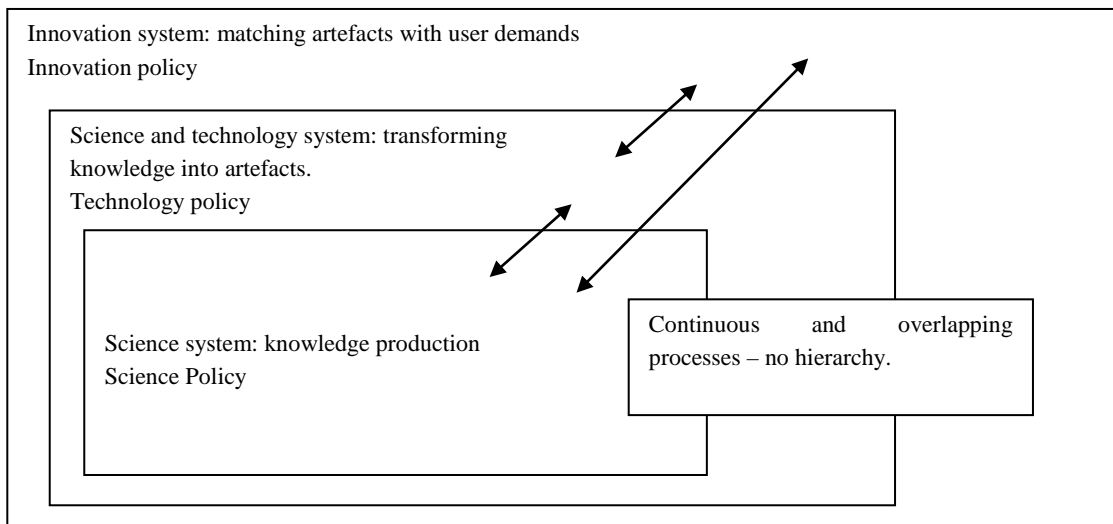 Innovation system: matching artefacts with user demands
Innovation policy
Science and technology system: transforming
knowledge into artefacts.
Technology policy
Science system: knowledge production
Science Policy
Continuous and overlapping
processes – no hierarchy.